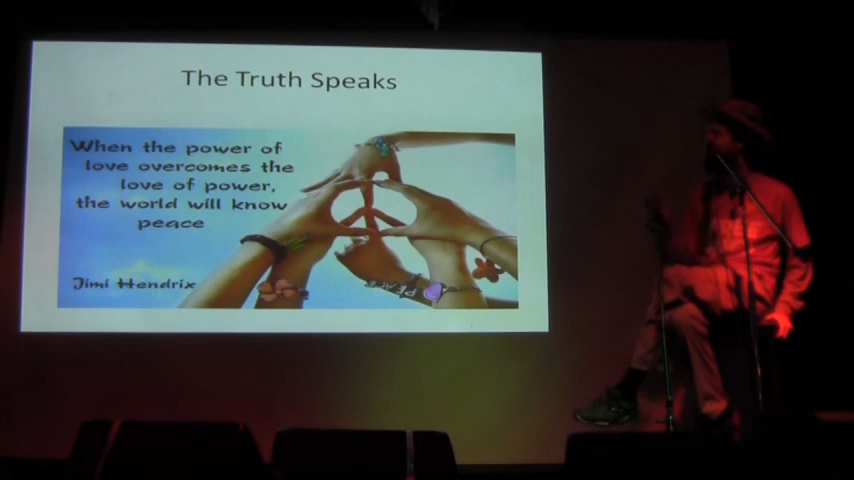 The Truth Speaks
When the power of
love overcomes the
love of power,
the world will know
peace
Jimi Hendrix
PEACE